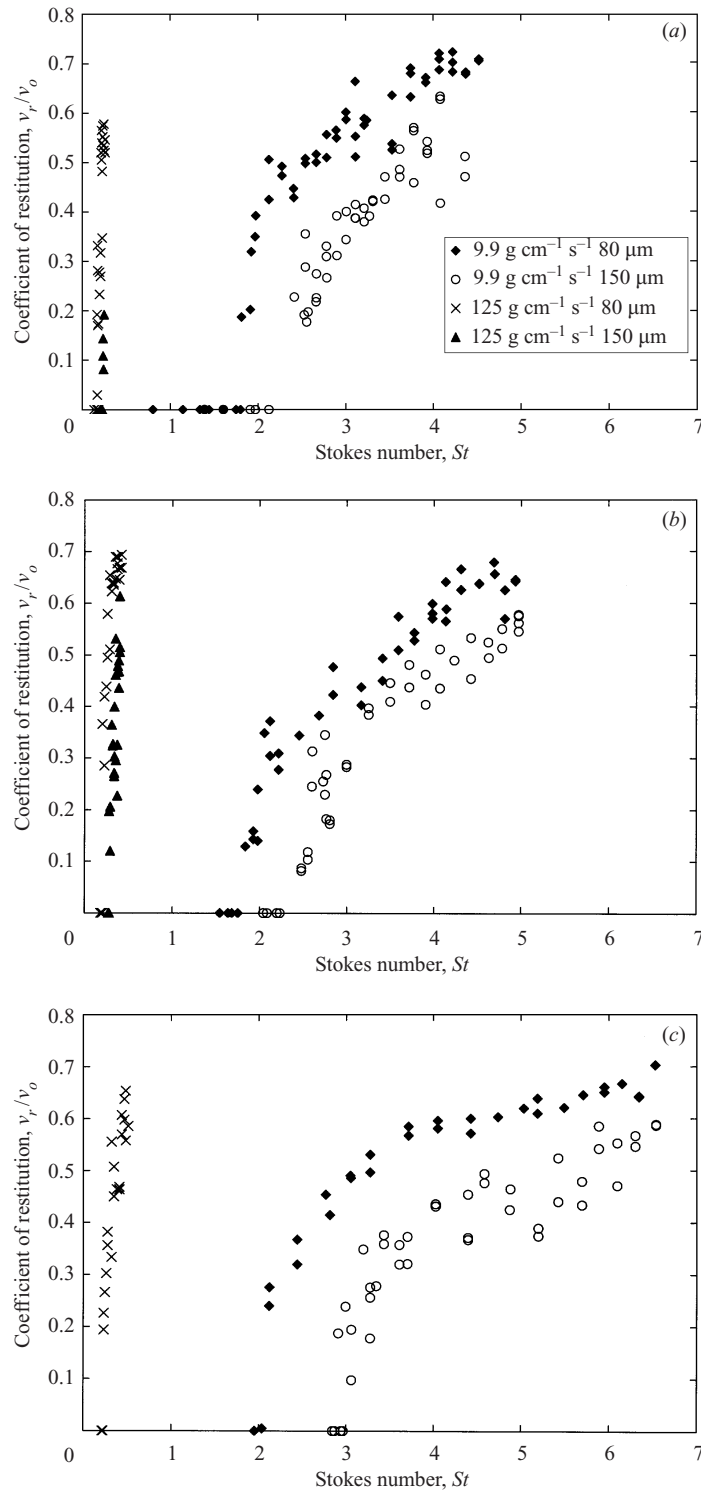 (a)
0.8
0.7
0.6
0.5
0.4
0.3
0.2
0.1
0 1 2 3 4 5 6 7
Coefficient of restitution, v_r/v_o
Stokes number, St
9.9 g cm⁻¹ s⁻¹ 80 μm
9.9 g cm⁻¹ s⁻¹ 150 μm
125 g cm⁻¹ s⁻¹ 80 μm
125 g cm⁻¹ s⁻¹ 150 μm
(b)
0.8
0.7
0.6
0.5
0.4
0.3
0.2
0.1
0 1 2 3 4 5 6 7
Coefficient of restitution, v_r/v_o
Stokes number, St
(c)
0.8
0.7
0.6
0.5
0.4
0.3
0.2
0.1
0 1 2 3 4 5 6 7
Coefficient of restitution, v_r/v_o
Stokes number, St